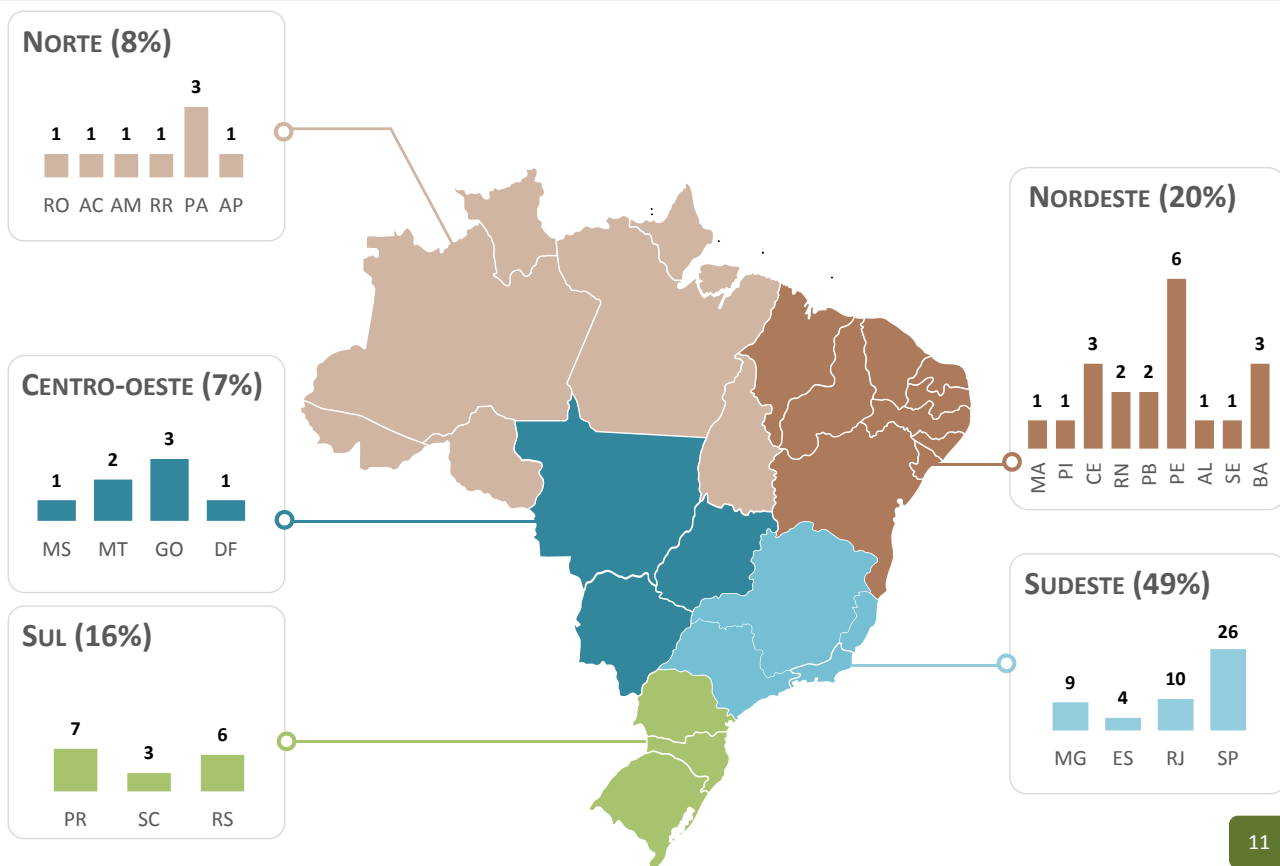 NORTE (8%)
3
1 1 1 1 1
RO AC AM RR PA AP
CENTRO-OESTE (7%)
3
2
1 1
MS MT GO DF
SUL (16%)
7
6
3
PR SC RS
NORDESTE (20%)
6
3 3
2 2
1 1 1 1
MA PI CE RN PB PE AL SE BA
SUDESTE (49%)
26
10
9
4
MG ES RJ SP
11